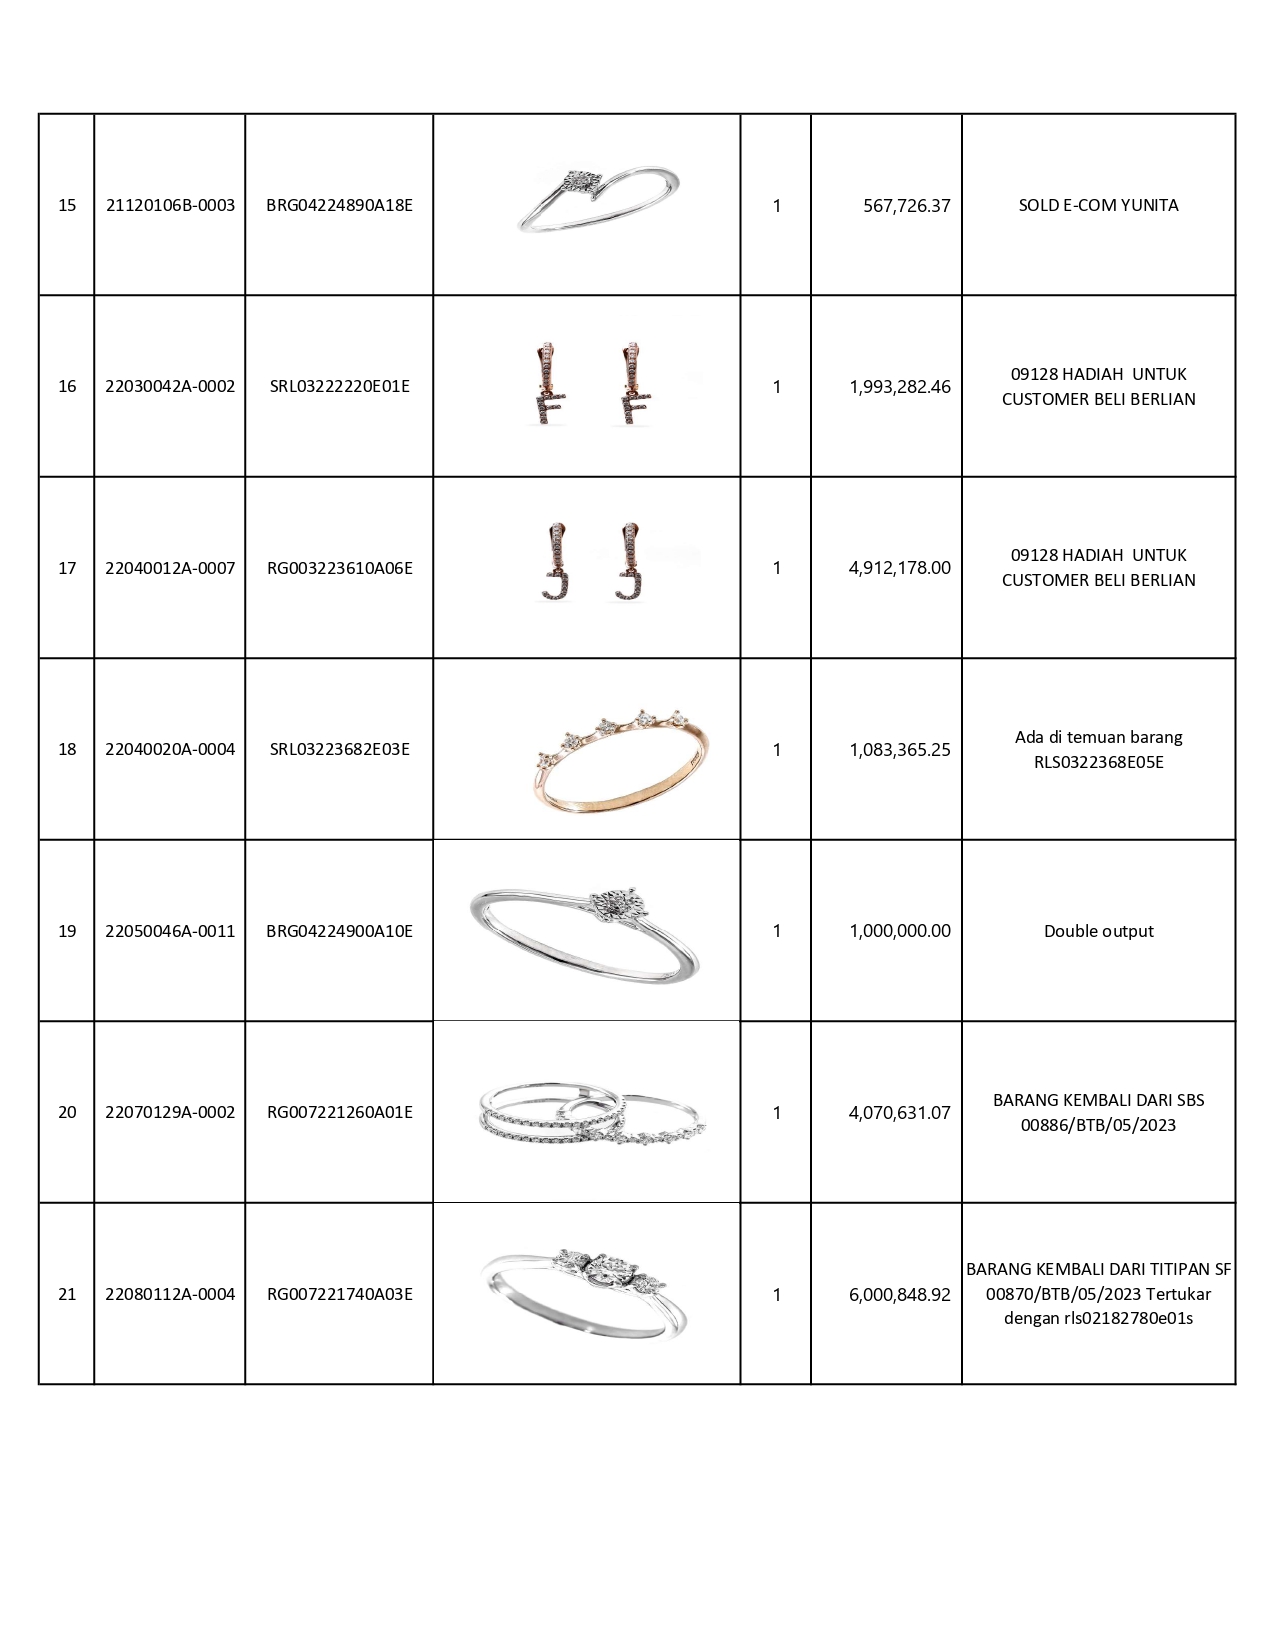 15 21120106B-0003 BRG04224890A18E 1 567,726.37 SOLD E-COM YUNITA
16 22030042A-0002 SRL03222220E01E 1 1,993,282.46 09128 HADIAH  UNTUK
CUSTOMER BELI BERLIAN
17 22040012A-0007 RG003223610A06E 1 4,912,178.00 09128 HADIAH  UNTUK
CUSTOMER BELI BERLIAN
18 22040020A-0004 SRL03223682E03E 1 1,083,365.25 Ada di temuan barang
RLS0322368E05E
19 22050046A-0011 BRG04224900A10E 1 1,000,000.00 Double output
20 22070129A-0002 RG007221260A01E 1 4,070,631.07 BARANG KEMBALI DARI SBS
00886/BTB/05/2023
21 22080112A-0004 RG007221740A03E 1 6,000,848.92 BARANG KEMBALI DARI TITIPAN SF
00870/BTB/05/2023 Tertukar
dengan rls02182780e01s